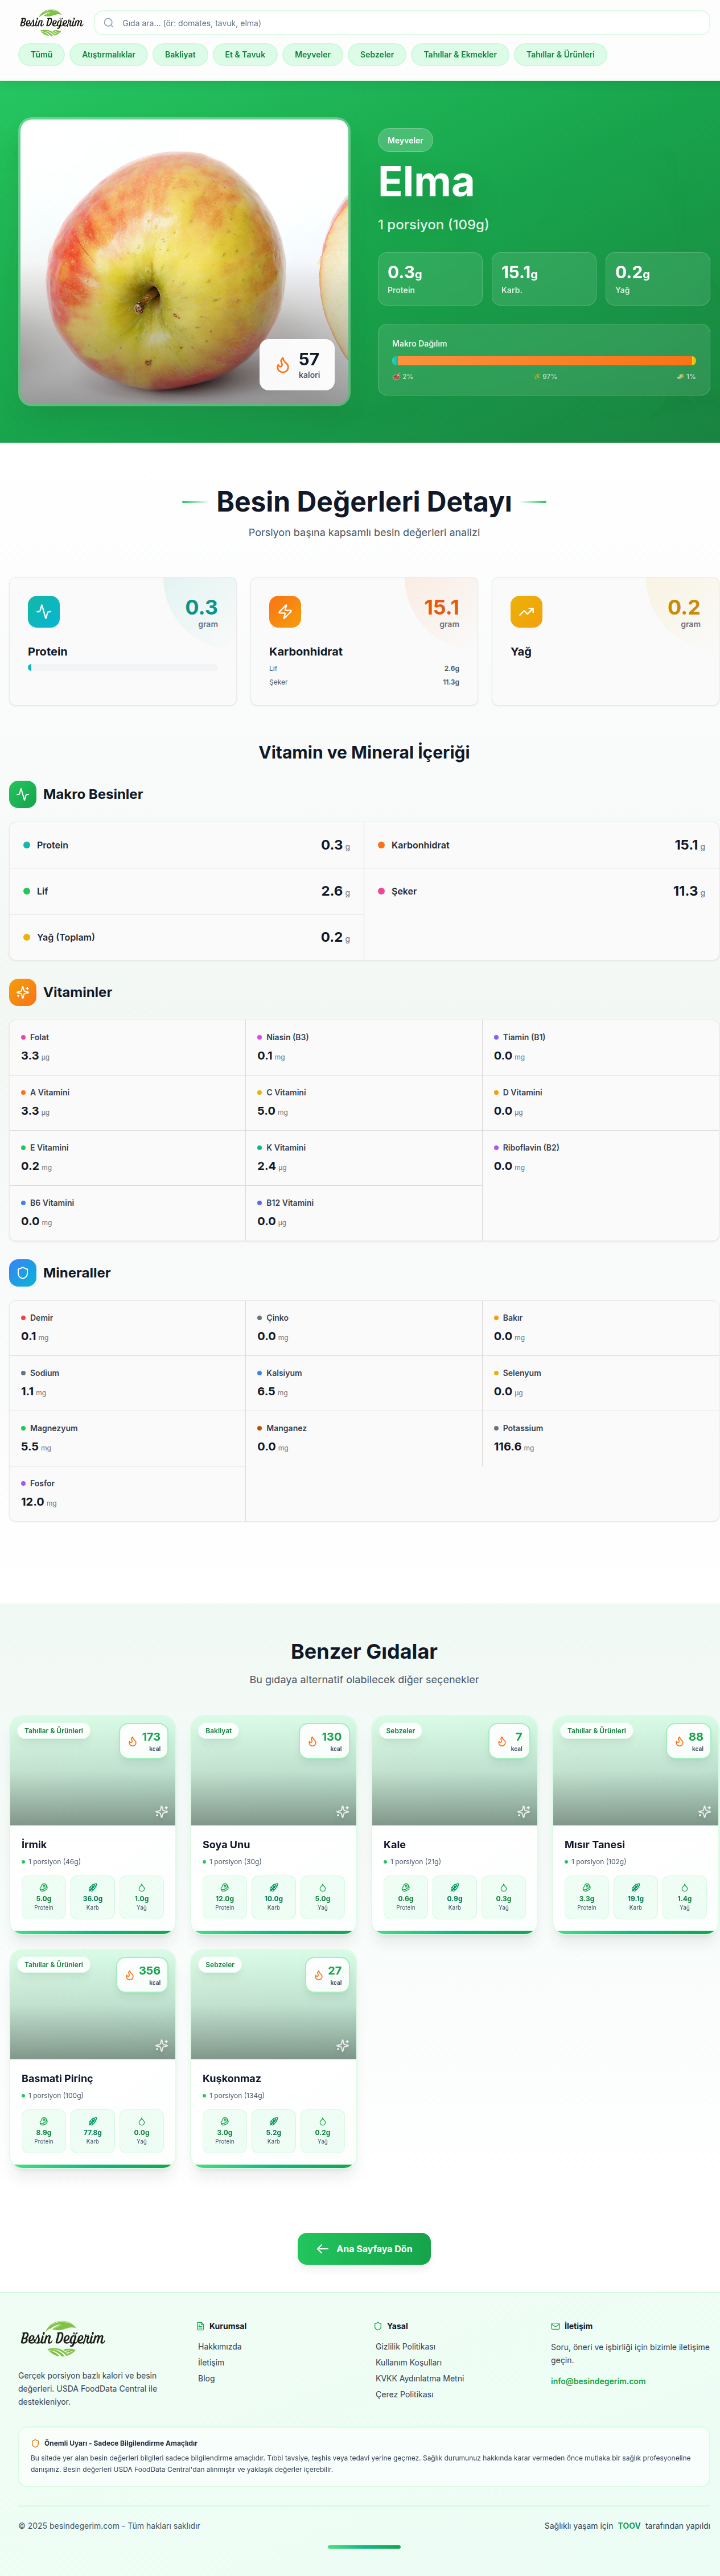 Besin Değerim
Gıda ara... (ör: domates, tavuk, elma)
Tümü
Atıştırmalıklar
Bakliyat
Et & Tavuk
Meyveler
Sebzeler
Tahıllar & Ekmekler
Tahıllar & Ürünleri
Meyveler
Elma
1 porsiyon (109g)
0.3g
Protein
15.1g
Karb.
0.2g
Yağ
57
kalori
Makro Dağılım
2%
97%
1%
Besin Değerleri Detayı
Porsiyon başına kapsamlı besin değerleri analizi
0.3
gram
Protein
15.1
gram
Karbonhidrat
Lif 2.6g
Şeker 11.3g
0.2
gram
Yağ
Vitamin ve Mineral İçeriği
Makro Besinler
Protein 0.3 g
Karbonhidrat 15.1 g
Lif 2.6 g
Şeker 11.3 g
Yağ (Toplam) 0.2 g
Vitaminler
Folat
3.3 µg
Niasin (B3)
0.1 mg
Tiamin (B1)
0.0 mg
A Vitamini
3.3 µg
C Vitamini
5.0 mg
D Vitamini
0.0 µg
E Vitamini
0.2 mg
K Vitamini
2.4 µg
Riboflavin (B2)
0.0 mg
B6 Vitamini
0.0 mg
B12 Vitamini
0.0 µg
Mineraller
Demir
0.1 mg
Çinko
0.0 mg
Bakır
0.0 mg
Sodium
1.1 mg
Kalsiyum
6.5 mg
Selenyum
0.0 µg
Magnezyum
5.5 mg
Manganez
0.0 mg
Potassium
116.6 mg
Fosfor
12.0 mg
Benzer Gıdalar
Bu gıdaya alternatif olabilecek diğer seçenekler
Tahıllar & Ürünleri
173
kcal
İrmik
1 porsiyon (46g)
5.0g
Protein
36.0g
Karb
1.0g
Yağ
Bakliyat
130
kcal
Soya Unu
1 porsiyon (30g)
12.0g
Protein
10.0g
Karb
5.0g
Yağ
Sebzeler
7
kcal
Kale
1 porsiyon (21g)
0.6g
Protein
0.9g
Karb
0.3g
Yağ
Tahıllar & Ürünleri
88
kcal
Mısır Tanesi
1 porsiyon (102g)
3.3g
Protein
19.1g
Karb
1.4g
Yağ
Tahıllar & Ürünleri
356
kcal
Basmati Pirinç
1 porsiyon (100g)
8.9g
Protein
77.8g
Karb
0.0g
Yağ
Sebzeler
27
kcal
Kuşkonmaz
1 porsiyon (134g)
3.0g
Protein
5.2g
Karb
0.2g
Yağ
Ana Sayfaya Dön
Besin Değerim
Gerçek porsiyon bazlı kalori ve besin
değerleri. USDA FoodData Central ile
destekleniyor.
Kurumsal
Hakkımızda
İletişim
Blog
Yasal
Gizlilik Politikası
Kullanım Koşulları
KVKK Aydınlatma Metni
Çerez Politikası
İletişim
Soru, öneri ve işbirliği için bizimle iletişime
geçin.
info@besindegerim.com
Önemli Uyarı - Sadece Bilgilendirme Amaçlıdır
Bu sitede yer alan besin değerleri bilgileri sadece bilgilendirme amaçlıdır. Tıbbi tavsiye, teşhis veya tedavi yerine geçmez. Sağlık durumunuz hakkında karar vermeden önce mutlaka bir sağlık profesyoneline
danışınız. Besin değerleri USDA FoodData Central'dan alınmıştır ve yaklaşık değerler içerebilir.
© 2025 besindegerim.com - Tüm hakları saklıdır
Sağlıklı yaşam için TOOV tarafından yapıldı